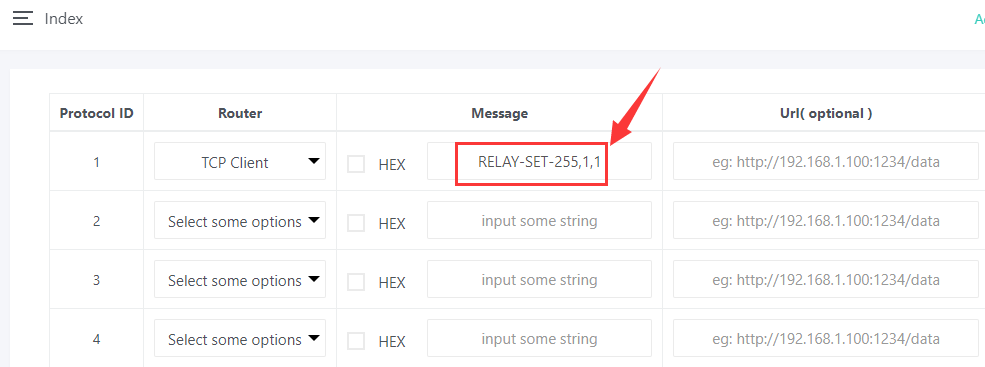 Index
Protocol ID Router Message Url( optional )
1 TCP Client HEX RELAY-SET-255,1,1 eg: http://192.168.1.100:1234/data
2 Select some options HEX input some string eg: http://192.168.1.100:1234/data
3 Select some options HEX input some string eg: http://192.168.1.100:1234/data
4 Select some options HEX input some string eg: http://192.168.1.100:1234/data